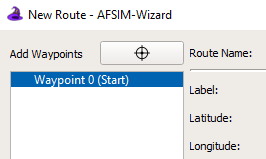 New Route - AFSIM-Wizard
Add Waypoints
Route Name:
Waypoint 0 (Start)
Label:
Latitude:
Longitude: